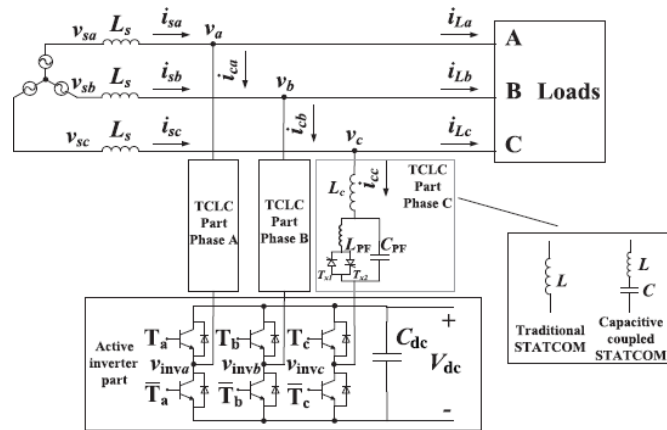 v_sa L_s i_sa v_a i_La A
i_ca
v_sb L_s i_sb v_b i_Lb B Loads
i_cb
v_sc L_s i_sc v_c i_Lc C
i_cc
TCLC
Part
Phase A
TCLC
Part
Phase B
L_c
TCLC
Part
Phase C
L_PF C_PF
T_x1 T_x2
L
Traditional
STATCOM
L
C
Capacitive
coupled
STATCOM
Active
inverter
part
T_a T_b T_c
v_inva v_invb v_invc
T̅_a T̅_b T̅_c
C_dc
+
V_dc
-